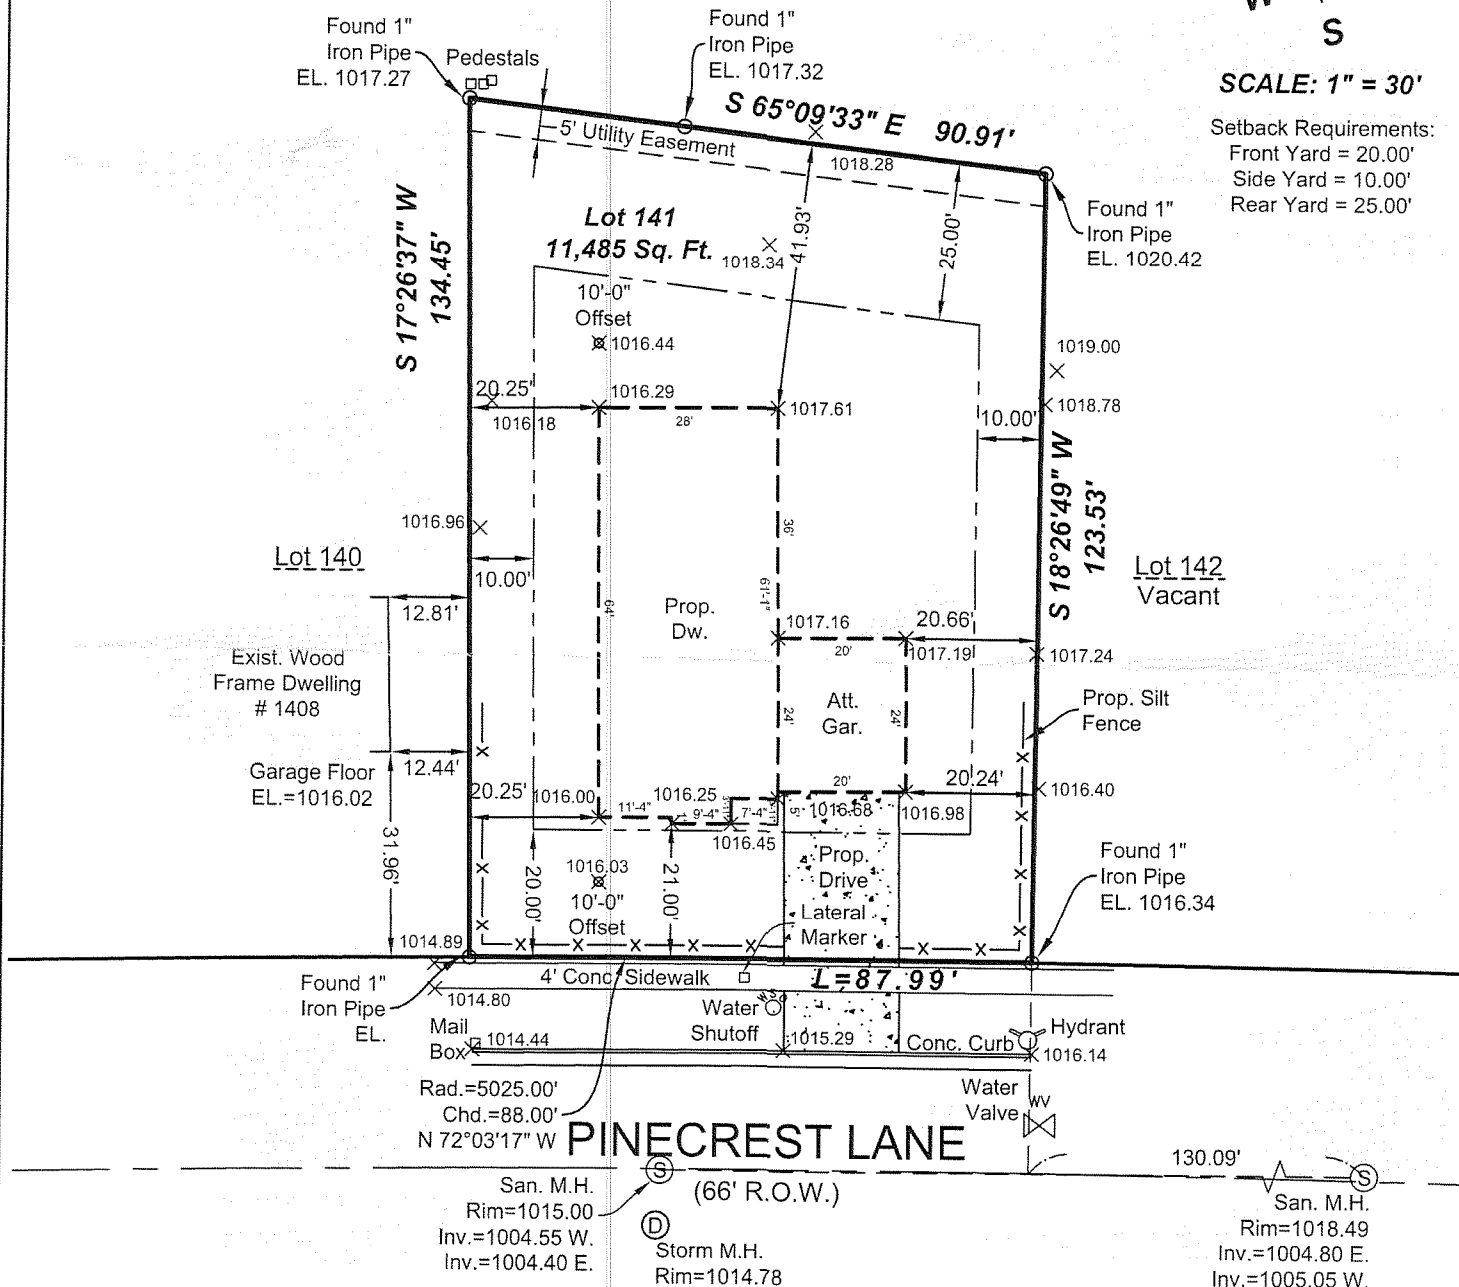 W
S
SCALE: 1" = 30'
Setback Requirements:
Front Yard = 20.00'
Side Yard = 10.00'
Rear Yard = 25.00'
Found 1"
Iron Pipe
EL. 1017.27
Pedestals
Found 1"
Iron Pipe
EL. 1017.32
S 65°09'33" E 90.91'
5' Utility Easement
1018.28
Found 1"
Iron Pipe
EL. 1020.42
Lot 141
11,485 Sq. Ft.
1018.34
41.93'
25.00'
S 17°26'37" W
134.45'
10'-0"
Offset
1016.44
1019.00
20.25'
1016.29
1016.18
28'
1017.61
1018.78
10.00'
S 18°26'49" W
123.53'
1016.96
36'
Lot 140
10.00'
Lot 142
Vacant
12.81'
64'
61'-1"
Prop.
Dw.
1017.16
20.66'
20'
1017.19
1017.24
Exist. Wood
Frame Dwelling
# 1408
Att.
Gar.
24'
24'
Prop. Silt
Fence
12.44'
Garage Floor
EL.=1016.02
20.25'
1016.00
1016.25
20'
20.24'
1016.40
11'-4"
9'-4"
7'-4"
5'
1016.68
1016.98
1016.45
31.96'
20.00'
1016.03
10'-0"
Offset
21.00'
Prop.
Drive
Lateral
Marker
Found 1"
Iron Pipe
EL. 1016.34
1014.89
4' Conc. Sidewalk
L=87.99'
Found 1"
Iron Pipe
EL.
1014.80
Water
Shutoff
WSO
Mail
Box
1014.44
1015.29
Conc. Curb
Hydrant
1016.14
Rad.=5025.00'
Chd.=88.00'
N 72°03'17" W
Water
Valve
WV
PINECREST LANE
(66' R.O.W.)
130.09'
S
S
San. M.H.
Rim=1015.00
Inv.=1004.55 W.
Inv.=1004.40 E.
D
Storm M.H.
Rim=1014.78
San. M.H.
Rim=1018.49
Inv.=1004.80 E.
Inv.=1005.05 W.